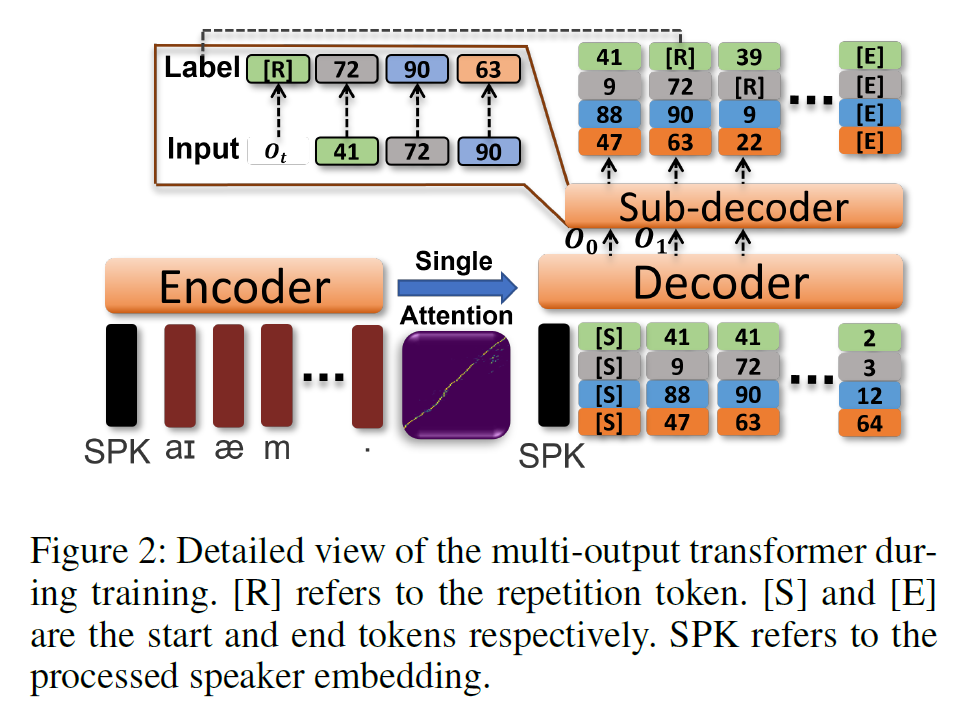 Label [R] 72 90 63
Input o_t 41 72 90
41 [R] 39 ... [E]
9 72 [R] [E]
88 90 9 [E]
47 63 22 [E]
Sub-decoder
O_0 O_1
Encoder
Single
Attention
Decoder
[S] 41 41 ... 2
[S] 9 72 3
[S] 88 90 12
[S] 47 63 64
SPK aɪ æ m ... .
SPK
Figure 2: Detailed view of the multi-output transformer dur-
ing training. [R] refers to the repetition token. [S] and [E]
are the start and end tokens respectively. SPK refers to the
processed speaker embedding.